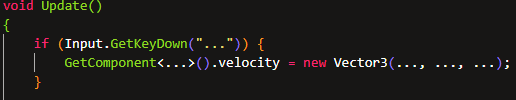 void Update()
{
if (Input.GetKeyDown("...")) {
GetComponent<...>().velocity = new Vector3(..., ..., ...);
}